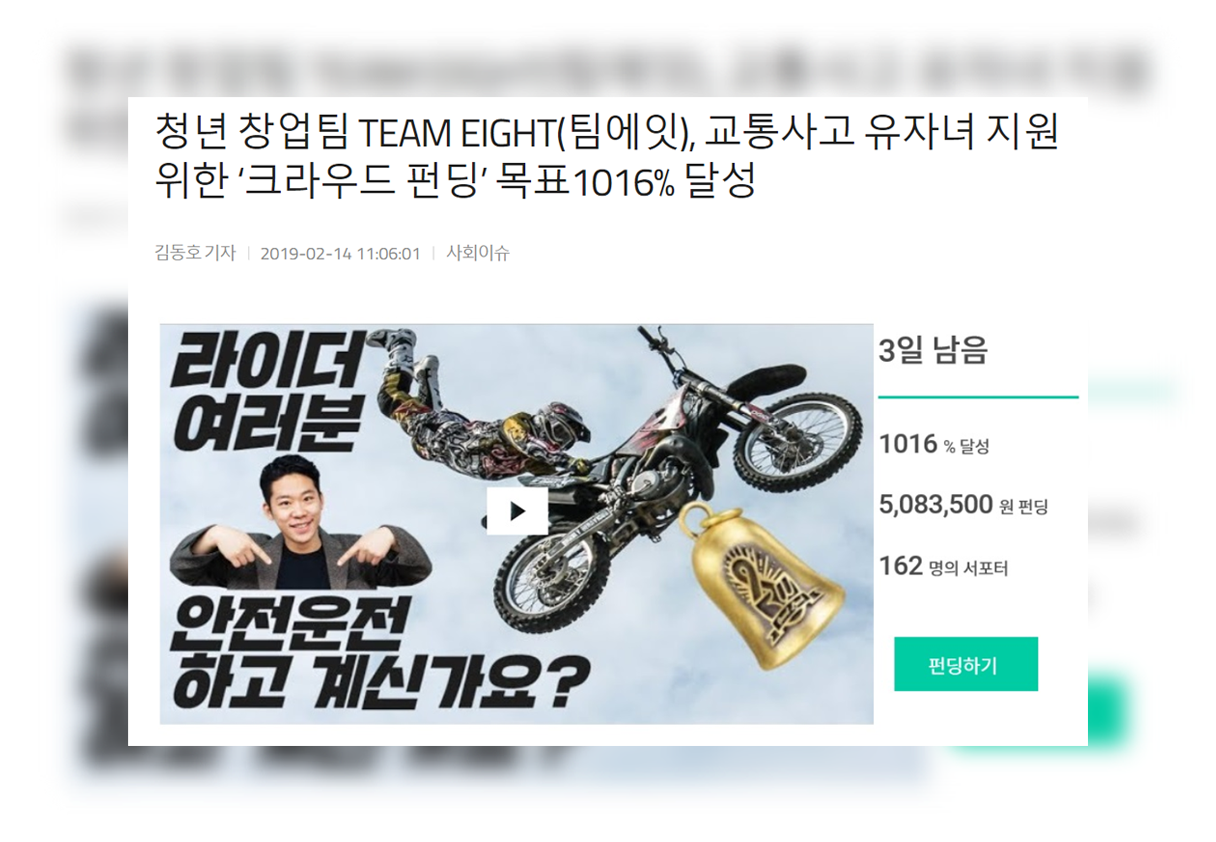 청년 창업팀 TEAM EIGHT(팀에잇), 교통사고 유자녀 지원
위한 ‘크라우드 펀딩’ 목표1016% 달성
김동호 기자 | 2019-02-14 11:06:01 | 사회이슈
라이더
여러분
안전운전
하고 계신가요?
3일 남음
1016 % 달성
5,083,500 원 펀딩
162 명의 서포터
펀딩하기